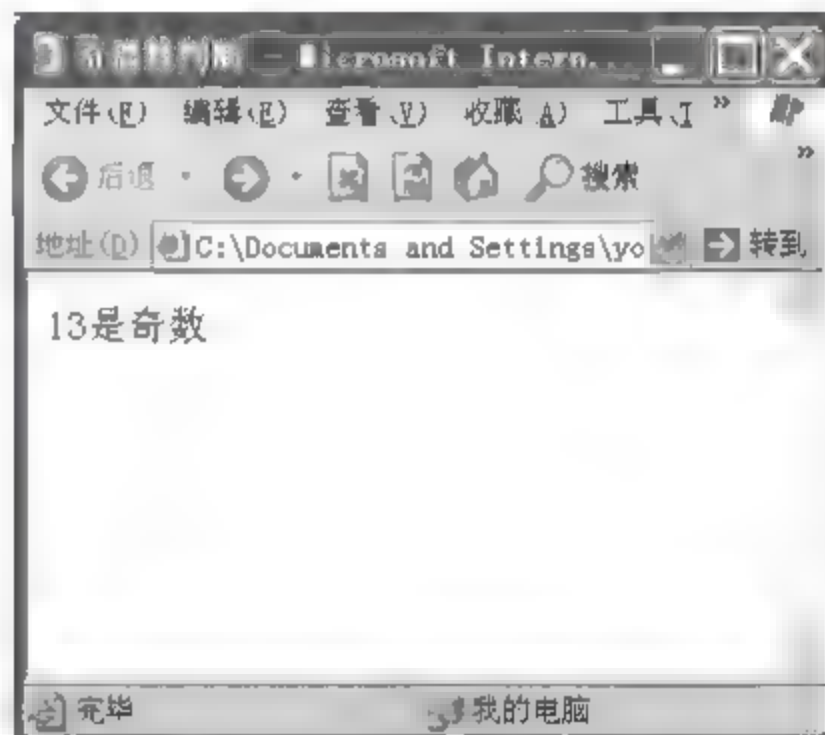 - Microsoft Intern...
文件(F) 编辑(E) 查看(V) 收藏(A) 工具(T »
后退 搜索 »
地址(D) C:\Documents and Settings\yo 转到
13是奇数
完毕 我的电脑